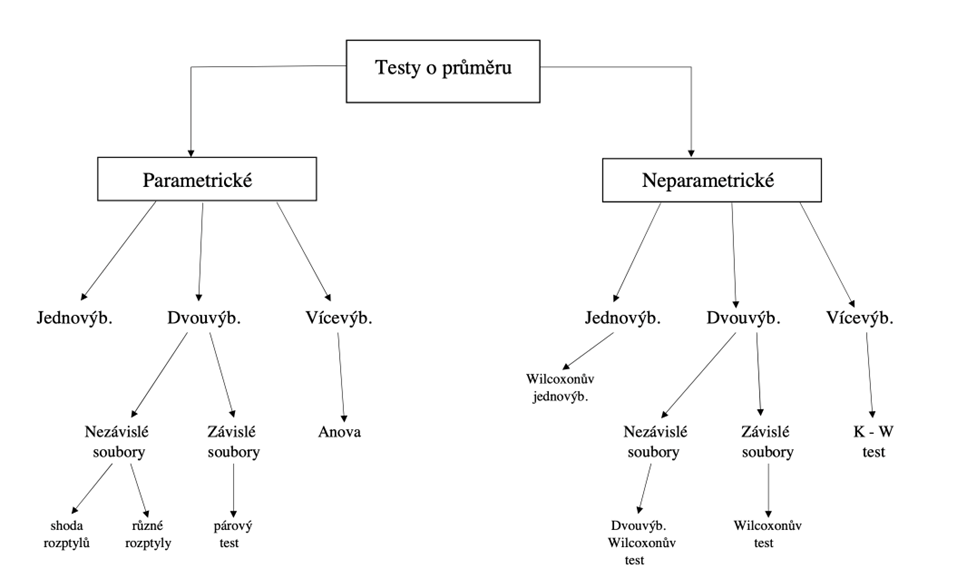 Testy o průměru
Parametrické
Neparametrické
Jednovýb.
Dvouvýb.
Vícevýb.
Jednovýb.
Dvouvýb.
Vícevýb.
Wilcoxonův
jednovýb.
Nezávislé
soubory
Závislé
soubory
Anova
Nezávislé
soubory
Závislé
soubory
K - W
test
shoda
rozptylů
různé
rozptyly
párový
test
Dvouvýb.
Wilcoxonův
test
Wilcoxonův
test